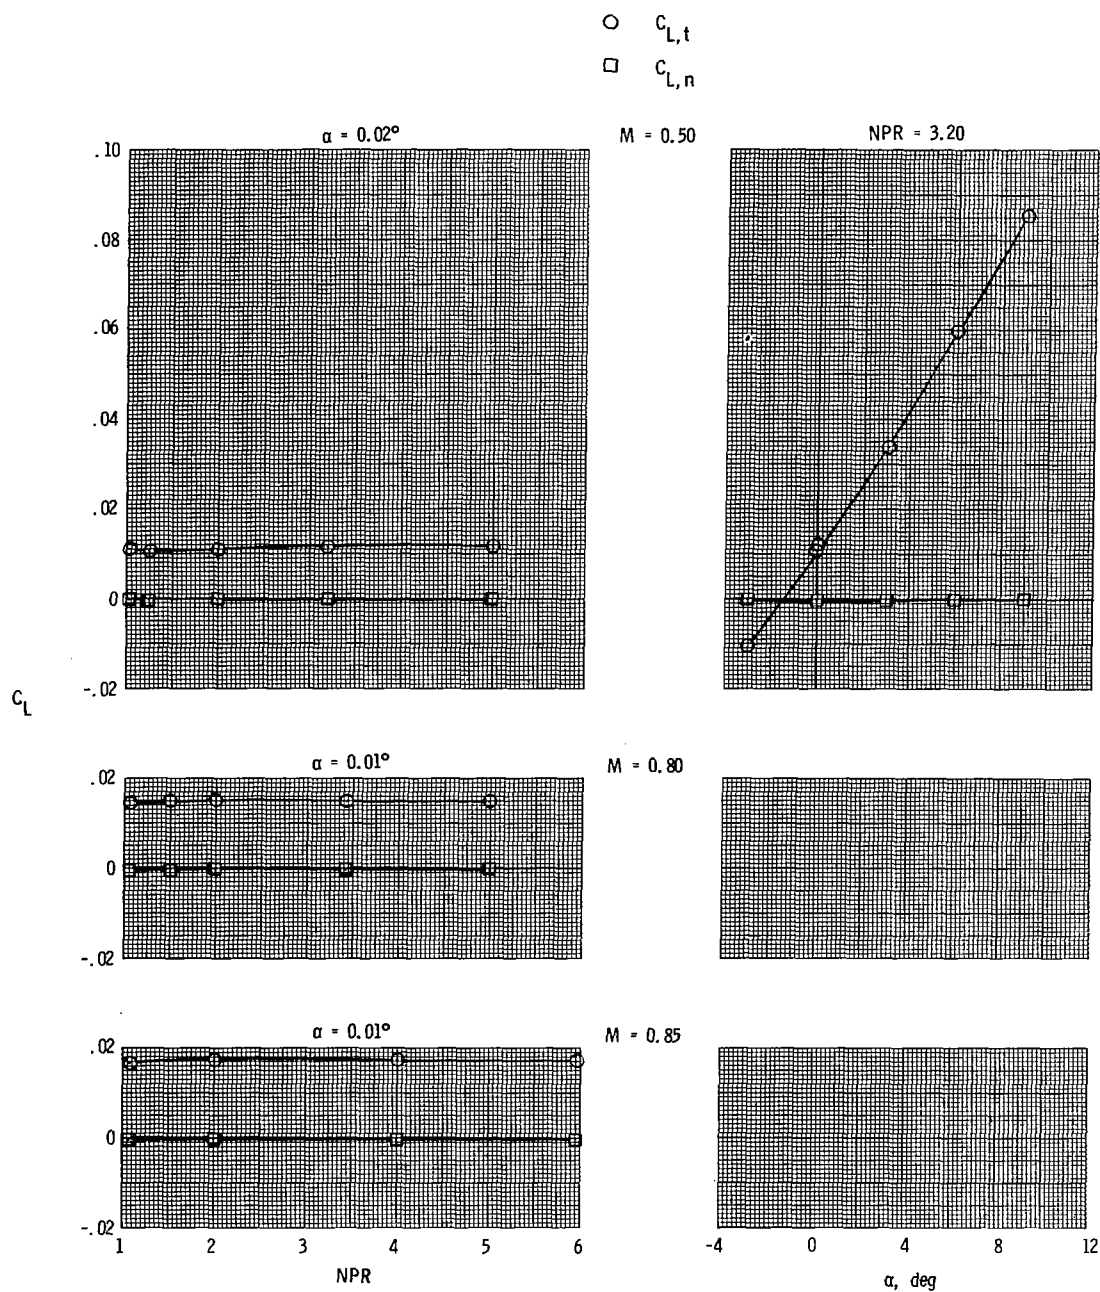 C_L,t
C_L,n
α = 0.02°
M = 0.50
NPR = 3.20
.10
.08
.06
.04
.02
0
-.02
C_L
α = 0.01°
M = 0.80
.02
0
-.02
α = 0.01°
M = 0.85
.02
0
-.02
1 2 3 4 5 6
NPR
-4 0 4 8 12
α, deg